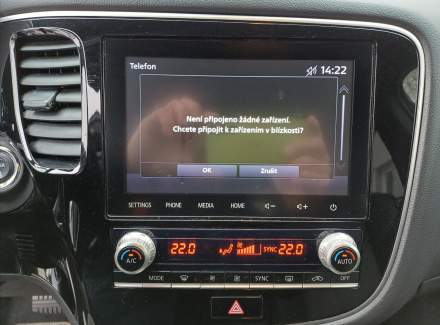 Telefon 14:22
Není připojeno žádné zařízení.
Chcete připojit k zařízením v blízkosti?
OK Zrušit
SETTINGS PHONE MEDIA HOME
22.0 SYNC 22.0
A/C AUTO
MODE SYNC OFF